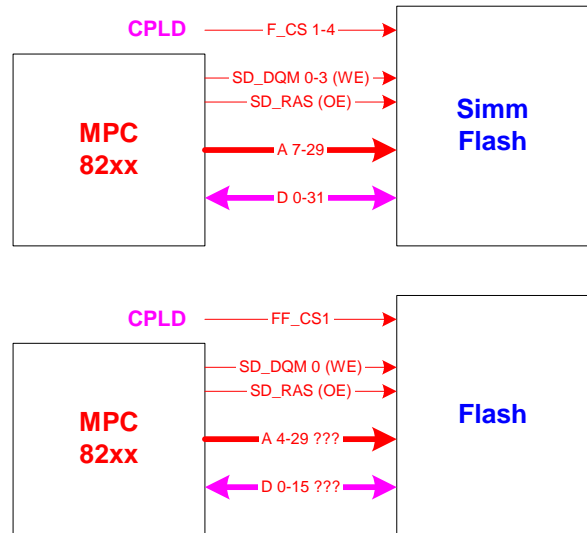 CPLD
F_CS 1-4
SD_DQM 0-3 (WE)
SD_RAS (OE)
MPC
82xx
Simm
Flash
A 7-29
D 0-31
CPLD
FF_CS1
SD_DQM 0 (WE)
SD_RAS (OE)
MPC
82xx
Flash
A 4-29 ???
D 0-15 ???